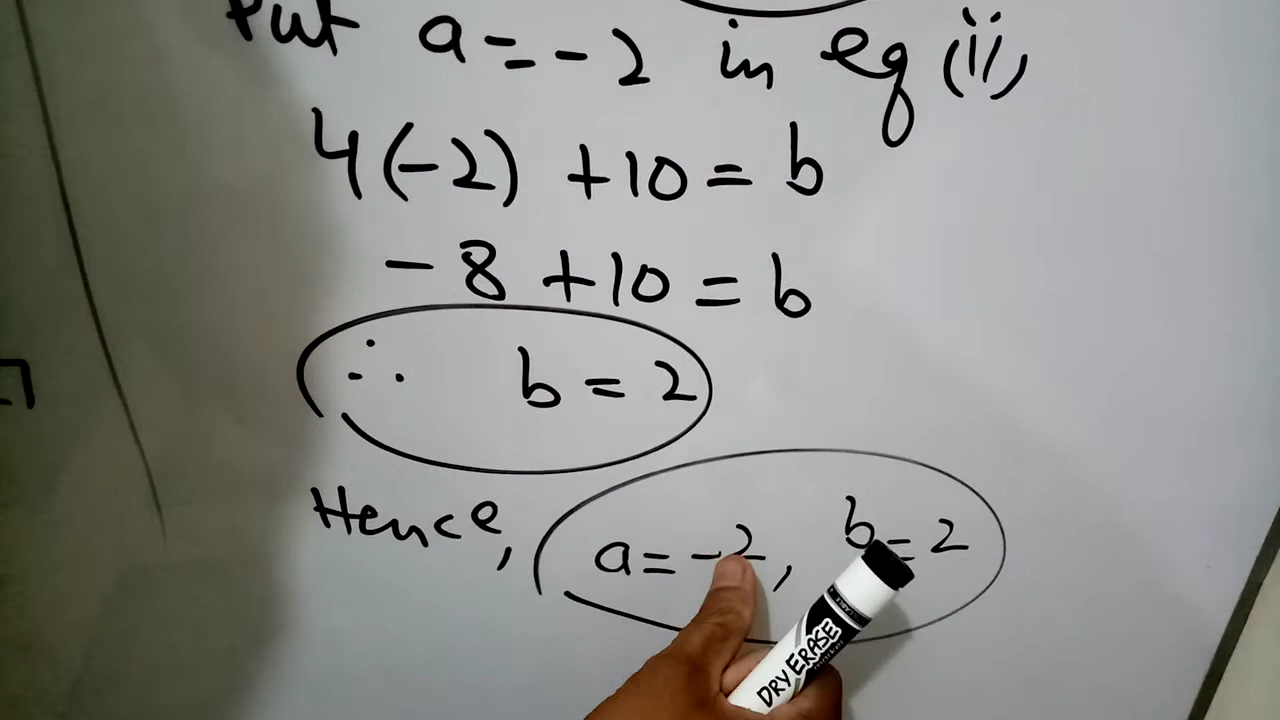 Put a = -2 in eq (ii)
4(-2) +10 = b
-8 +10 = b
∴ b = 2
Hence, a = -2, b = 2
DRY ERASE